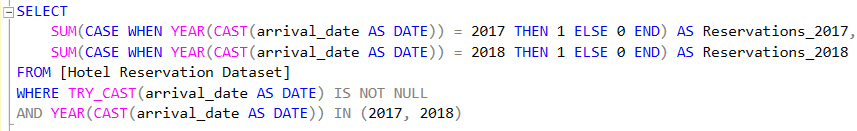 SELECT
SUM(CASE WHEN YEAR(CAST(arrival_date AS DATE)) = 2017 THEN 1 ELSE 0 END) AS Reservations_2017,
SUM(CASE WHEN YEAR(CAST(arrival_date AS DATE)) = 2018 THEN 1 ELSE 0 END) AS Reservations_2018
FROM [Hotel Reservation Dataset]
WHERE TRY_CAST(arrival_date AS DATE) IS NOT NULL
AND YEAR(CAST(arrival_date AS DATE)) IN (2017, 2018)